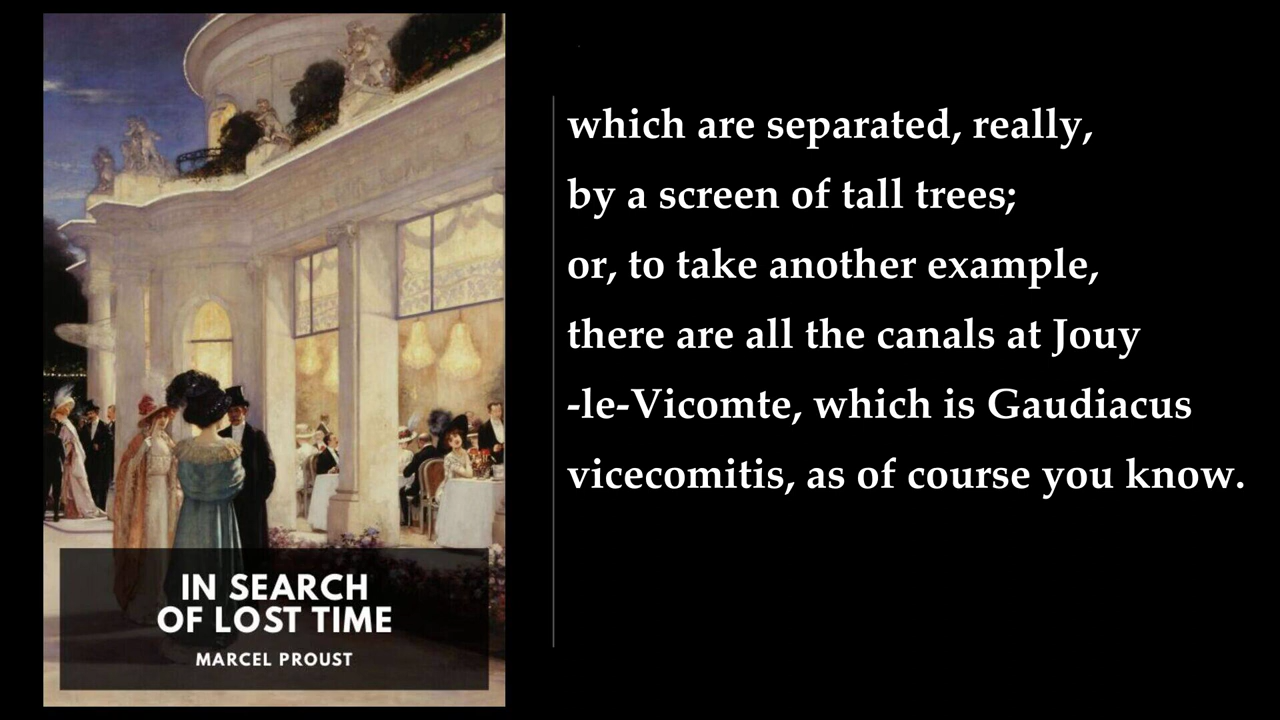 IN SEARCH
OF LOST TIME
MARCEL PROUST
which are separated, really,
by a screen of tall trees;
or, to take another example,
there are all the canals at Jouy
-le-Vicomte, which is Gaudiacus
vicecomitis, as of course you know.